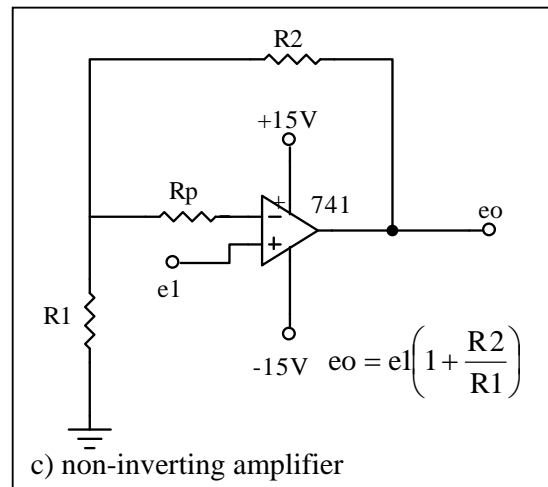 R2
+15V
Rp
741
eo
e1
R1
-15V
eo = e1(1 + R2/R1)
c) non-inverting amplifier